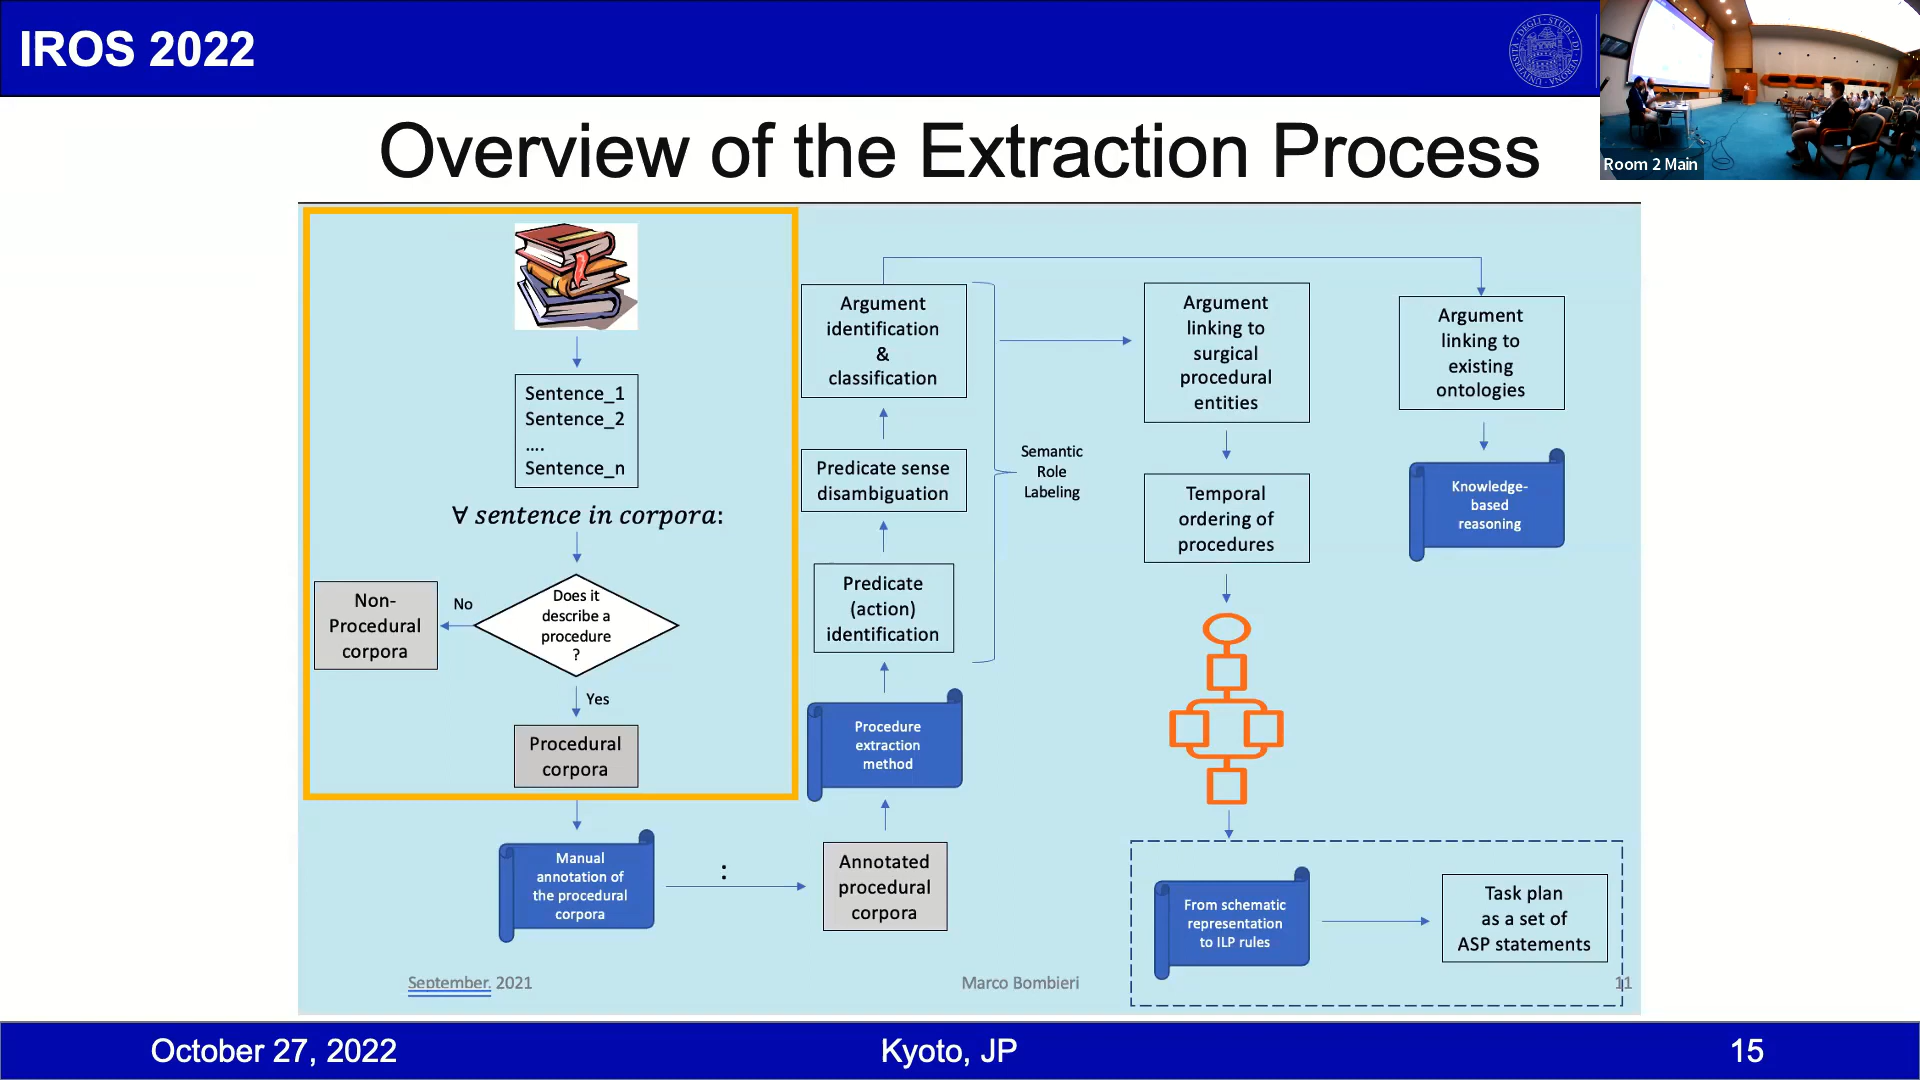 IROS 2022
Room 2 Main
Overview of the Extraction Process
Sentence_1
Sentence_2
....
Sentence_n
∀ sentence in corpora:
Does it
describe a
procedure
?
No
Non-
Procedural
corpora
Yes
Procedural
corpora
Manual
annotation of
the procedural
corpora
:
Annotated
procedural
corpora
Procedure
extraction
method
Predicate
(action)
identification
Predicate sense
disambiguation
Argument
identification
&
classification
Semantic
Role
Labeling
Argument
linking to
surgical
procedural
entities
Temporal
ordering of
procedures
From schematic
representation
to ILP rules
Task plan
as a set of
ASP statements
Argument
linking to
existing
ontologies
Knowledge-
based
reasoning
September. 2021
Marco Bombieri
11
October 27, 2022
Kyoto, JP
15